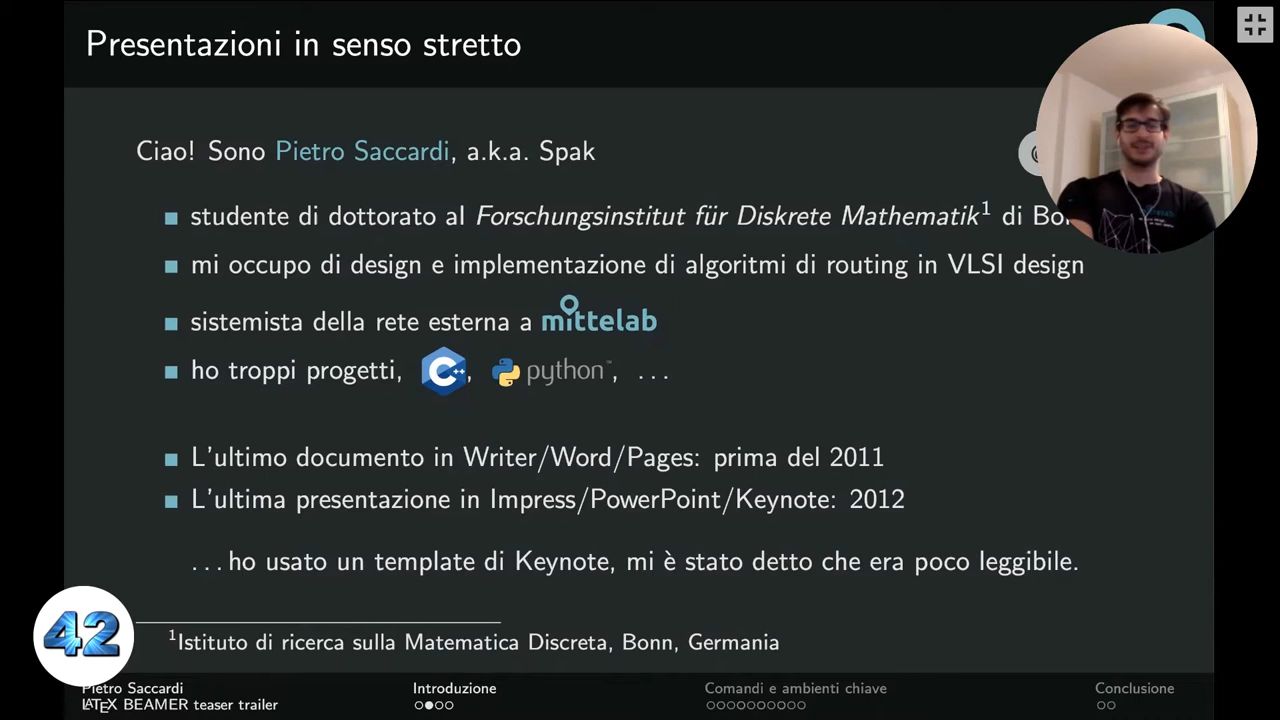 Presentazioni in senso stretto
Ciao! Sono Pietro Saccardi, a.k.a. Spak
studente di dottorato al Forschungsinstitut für Diskrete Mathematik¹ di
mi occupo di design e implementazione di algoritmi di routing in VLSI design
sistemista della rete esterna a mittelab
ho troppi progetti, C++, python™, ...
L'ultimo documento in Writer/Word/Pages: prima del 2011
L'ultima presentazione in Impress/PowerPoint/Keynote: 2012
...ho usato un template di Keynote, mi è stato detto che era poco leggibile.
42
¹Istituto di ricerca sulla Matematica Discreta, Bonn, Germania
Pietro Saccardi
LATEX BEAMER teaser trailer
Introduzione
Comandi e ambienti chiave
Conclusione